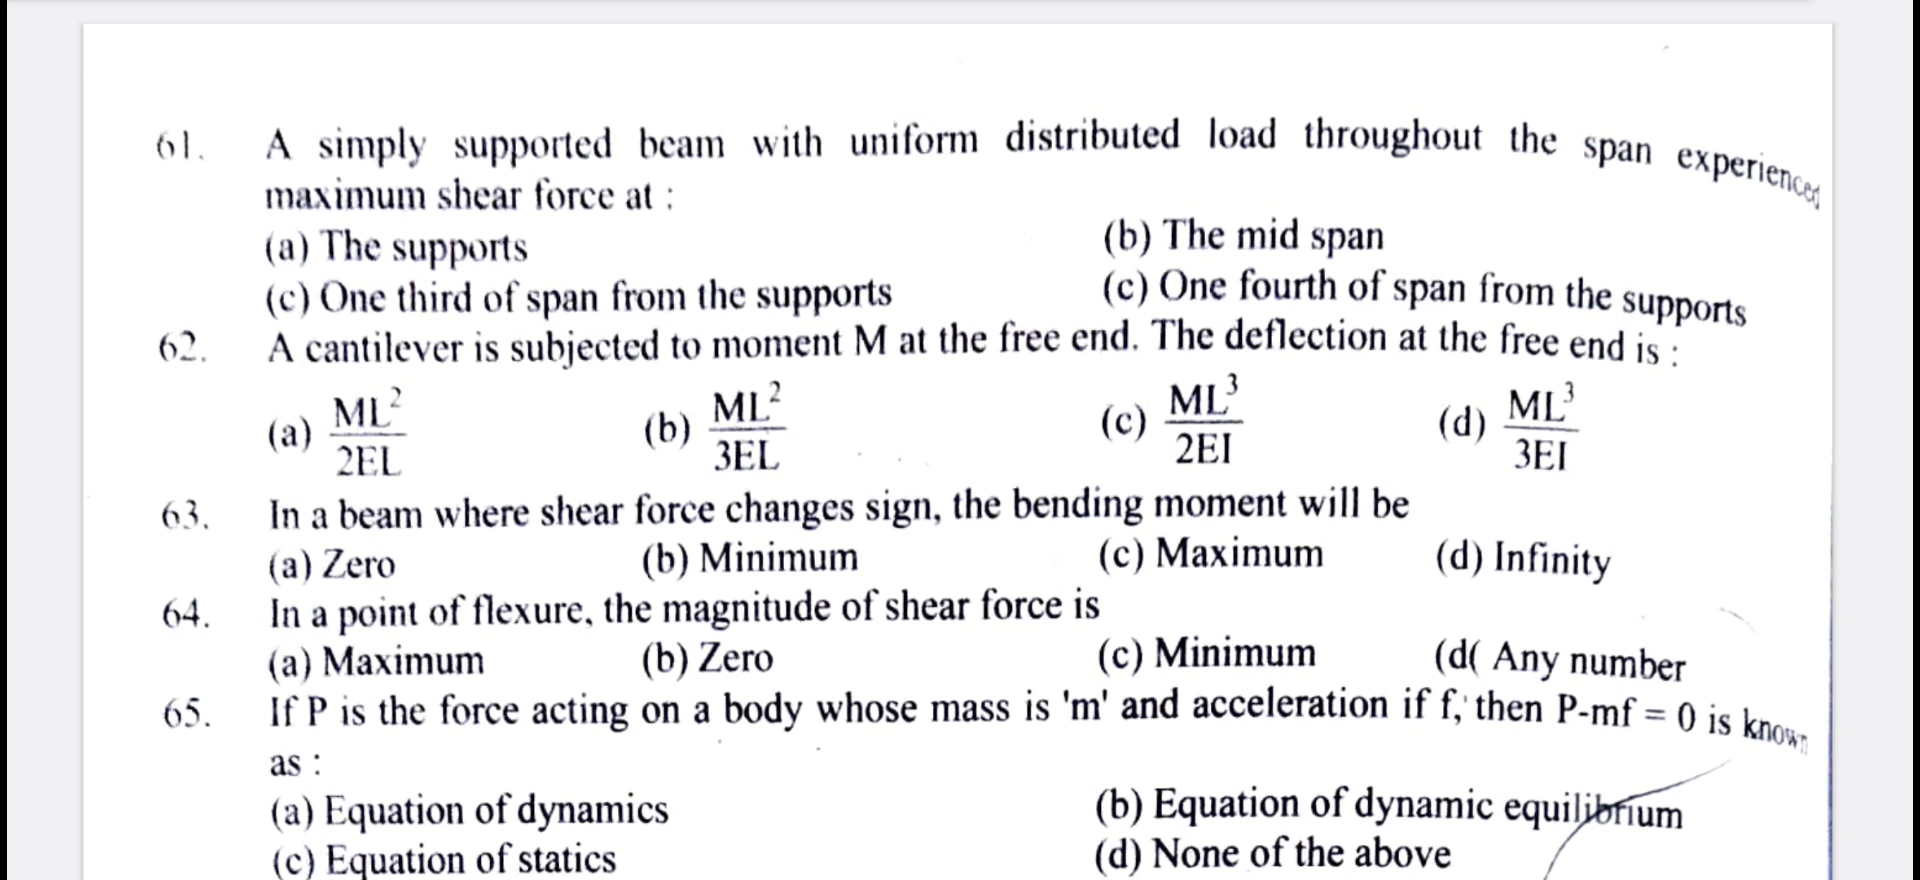 61. A simply supported beam with uniform distributed load throughout the span experienced
maximum shear force at :
(a) The supports (b) The mid span
(c) One third of span from the supports (c) One fourth of span from the supports
62. A cantilever is subjected to moment M at the free end. The deflection at the free end is :
(a) ML²/2EL (b) ML²/3EL (c) ML³/2EI (d) ML³/3EI
63. In a beam where shear force changes sign, the bending moment will be
(a) Zero (b) Minimum (c) Maximum (d) Infinity
64. In a point of flexure, the magnitude of shear force is
(a) Maximum (b) Zero (c) Minimum (d( Any number
65. If P is the force acting on a body whose mass is 'm' and acceleration if f, then P-mf = 0 is known
as :
(a) Equation of dynamics (b) Equation of dynamic equilibrium
(c) Equation of statics (d) None of the above